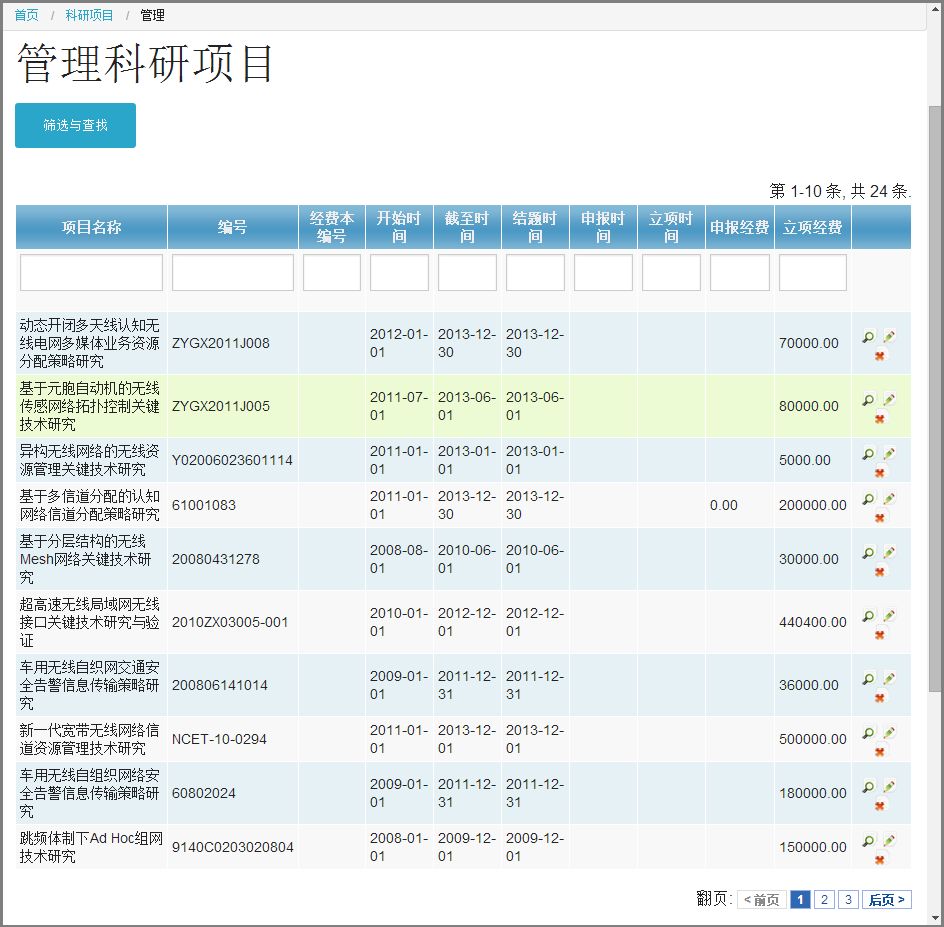 首页 / 科研项目 / 管理
管理科研项目
筛选与查找
第 1-10 条, 共 24 条.
项目名称 编号 经费本编号 开始时间 截至时间 结题时间 申报时间 立项时间 申报经费 立项经费
动态开闭多天线认知无线电网多媒体业务资源分配策略研究 ZYGX2011J008 2012-01-01 2013-12-30 2013-12-30 70000.00
基于元胞自动机的无线传感网络拓扑控制关键技术研究 ZYGX2011J005 2011-07-01 2013-06-01 2013-06-01 80000.00
异构无线网络的无线资源管理关键技术研究 Y02006023601114 2011-01-01 2013-01-01 2013-01-01 5000.00
基于多信道分配的认知网络信道分配策略研究 61001083 2011-01-01 2013-12-30 2013-12-30 0.00 200000.00
基于分层结构的无线Mesh网络关键技术研究 20080431278 2008-08-01 2010-06-01 2010-06-01 30000.00
超高速无线局域网无线接口关键技术研究与验证 2010ZX03005-001 2010-01-01 2012-12-01 2012-12-01 440400.00
车用无线自织网交通安全告警信息传输策略研究 200806141014 2009-01-01 2011-12-31 2011-12-31 36000.00
新一代宽带无线网络信道资源管理技术研究 NCET-10-0294 2011-01-01 2013-12-01 2013-12-01 500000.00
车用无线自组织网络安全告警信息传输策略研究 60802024 2009-01-01 2011-12-31 2011-12-31 180000.00
跳频体制下Ad Hoc组网技术研究 9140C0203020804 2008-01-01 2009-12-01 2009-12-01 150000.00
翻页: < 前页 1 2 3 后页 >